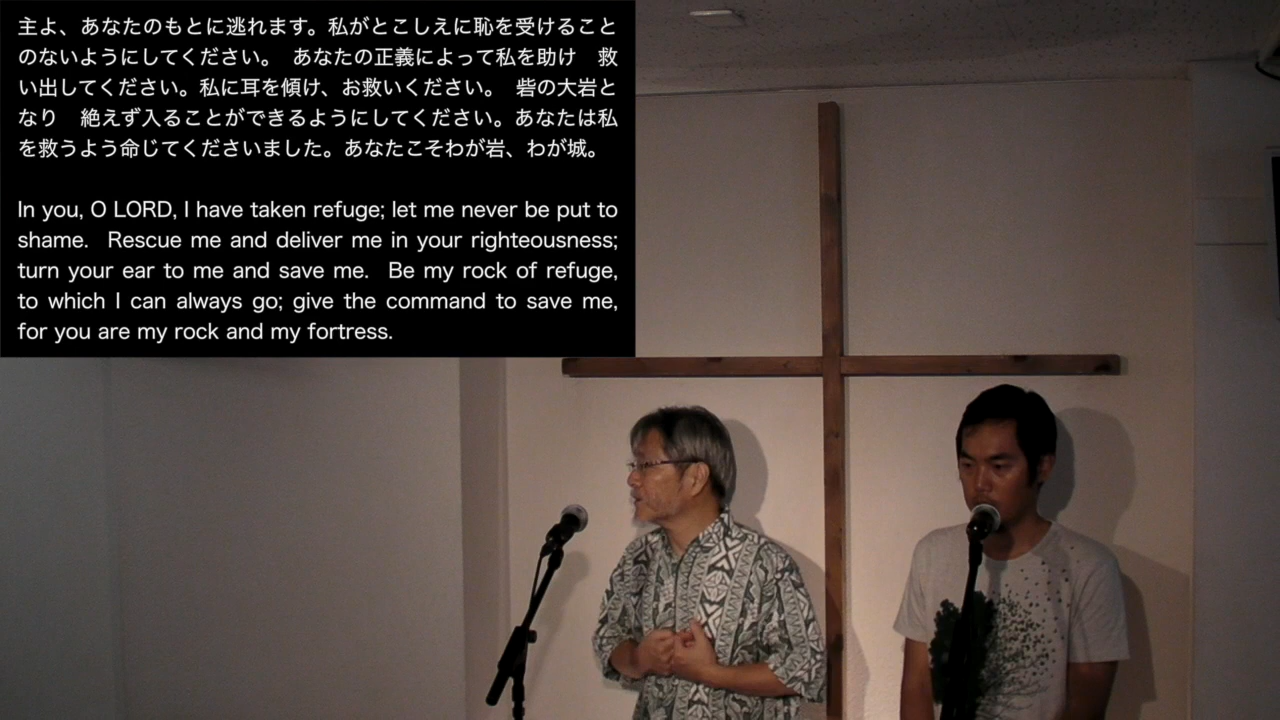 主よ、あなたのもとに逃れます。私がとこしえに恥を受けること
のないようにしてください。　あなたの正義によって私を助け　救
い出してください。私に耳を傾け、お救いください。　砦の大岩と
なり　絶えず入ることができるようにしてください。あなたは私
を救うよう命じてくださいました。あなたこそわが岩、わが城。
In you, O LORD, I have taken refuge; let me never be put to
shame.  Rescue me and deliver me in your righteousness;
turn your ear to me and save me.  Be my rock of refuge,
to which I can always go; give the command to save me,
for you are my rock and my fortress.